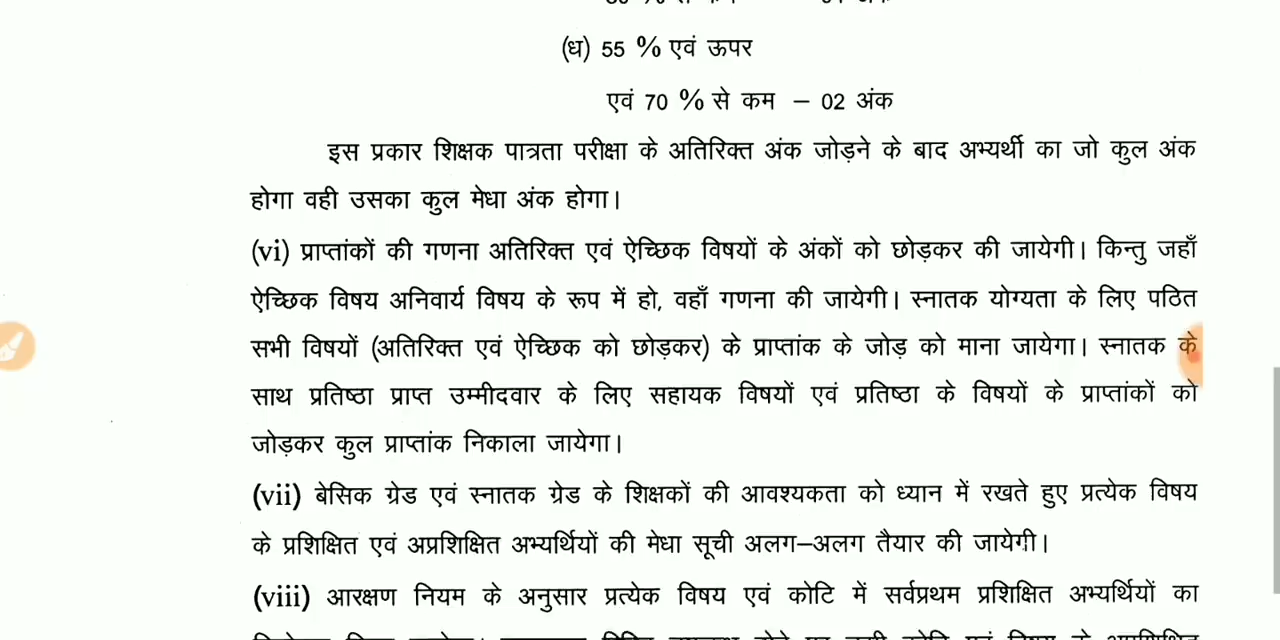 (ध) 55 % एवं ऊपर
एवं 70 % से कम – 02 अंक
इस प्रकार शिक्षक पात्रता परीक्षा के अतिरिक्त अंक जोड़ने के बाद अभ्यर्थी का जो कुल अंक
होगा वही उसका कुल मेधा अंक होगा।
(vi) प्राप्तांकों की गणना अतिरिक्त एवं ऐच्छिक विषयों के अंकों को छोड़कर की जायेगी। किन्तु जहाँ
ऐच्छिक विषय अनिवार्य विषय के रूप में हो, वहाँ गणना की जायेगी। स्नातक योग्यता के लिए पठित
सभी विषयों (अतिरिक्त एवं ऐच्छिक को छोड़कर) के प्राप्तांक के जोड़ को माना जायेगा। स्नातक के
साथ प्रतिष्ठा प्राप्त उम्मीदवार के लिए सहायक विषयों एवं प्रतिष्ठा के विषयों के प्राप्तांकों को
जोड़कर कुल प्राप्तांक निकाला जायेगा।
(vii) बेसिक ग्रेड एवं स्नातक ग्रेड के शिक्षकों की आवश्यकता को ध्यान में रखते हुए प्रत्येक विषय
के प्रशिक्षित एवं अप्रशिक्षित अभ्यर्थियों की मेधा सूची अलग–अलग तैयार की जायेगी।
(viii) आरक्षण नियम के अनुसार प्रत्येक विषय एवं कोटि में सर्वप्रथम प्रशिक्षित अभ्यर्थियों का